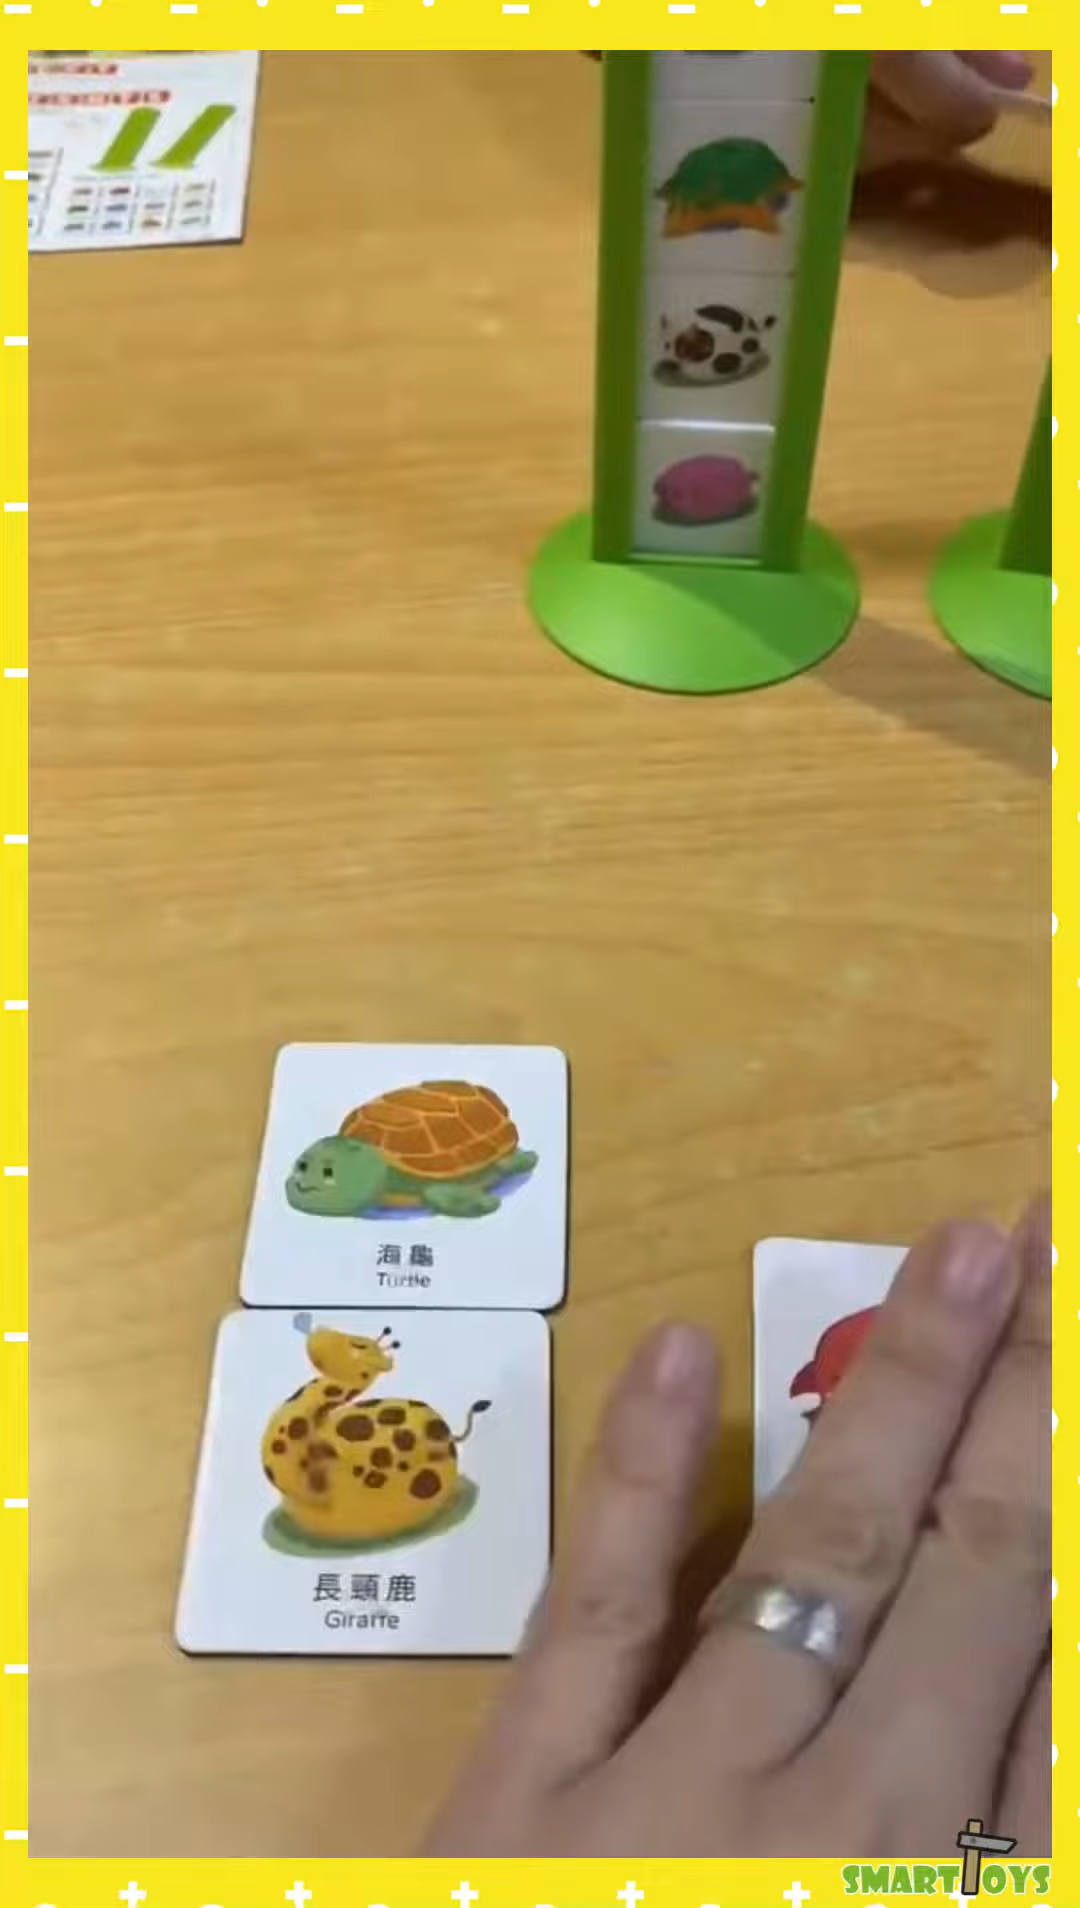 海龜
Turtle
長頸鹿
Giraffe
SMARTTOYS